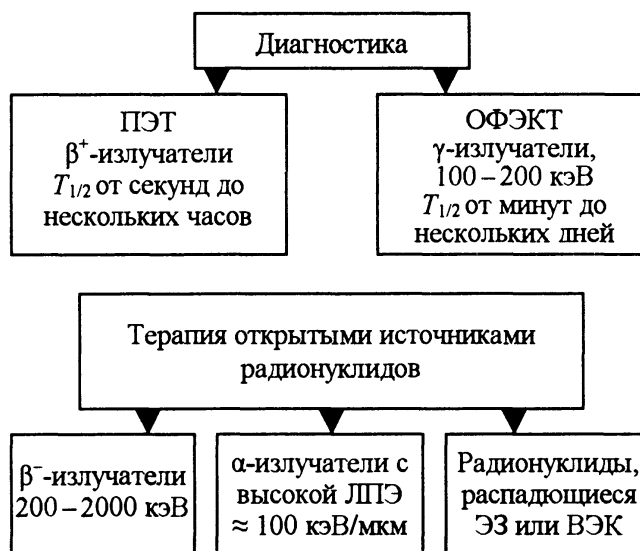 Диагностика
ПЭТ
β⁺-излучатели
T₁/₂ от секунд до
нескольких часов
ОФЭКТ
γ-излучатели,
100 – 200 кэВ
T₁/₂ от минут до
нескольких дней
Терапия открытыми источниками
радионуклидов
β⁻-излучатели
200 – 2000 кэВ
α-излучатели с
высокой ЛПЭ
≈ 100 кэВ/мкм
Радионуклиды,
распадющиеся
ЭЗ или ВЭК